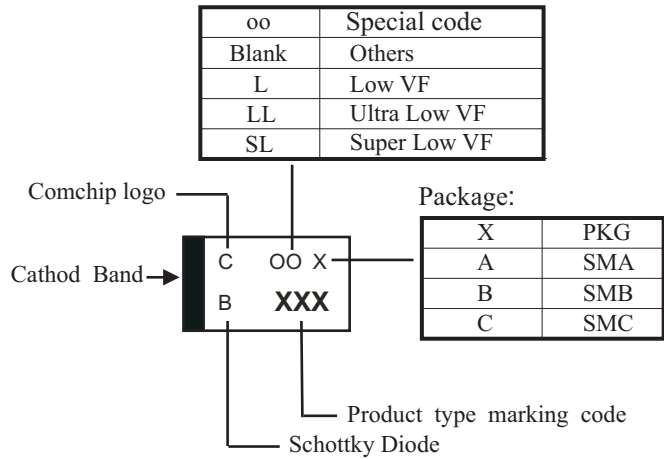 oo Special code
Blank Others
L Low VF
LL Ultra Low VF
SL Super Low VF
Comchip logo
Package:
X PKG
A SMA
B SMB
C SMC
Cathod Band
C OO X
B XXX
Product type marking code
Schottky Diode